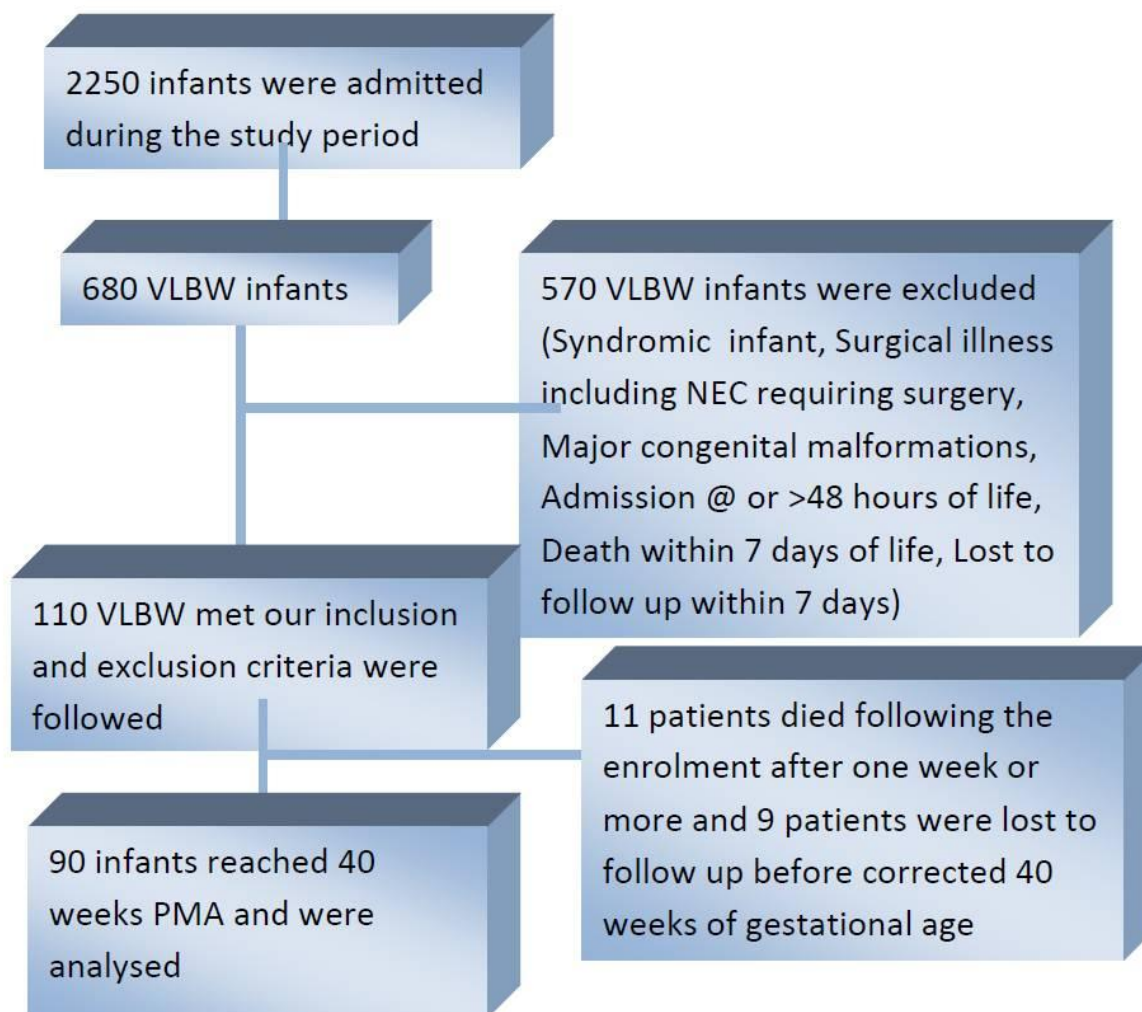 2250 infants were admitted
during the study period
680 VLBW infants
570 VLBW infants were excluded
(Syndromic infant, Surgical illness
including NEC requiring surgery,
Major congenital malformations,
Admission @ or >48 hours of life,
Death within 7 days of life, Lost to
follow up within 7 days)
110 VLBW met our inclusion
and exclusion criteria were
followed
11 patients died following the
enrolment after one week or
more and 9 patients were lost to
follow up before corrected 40
weeks of gestational age
90 infants reached 40
weeks PMA and were
analysed